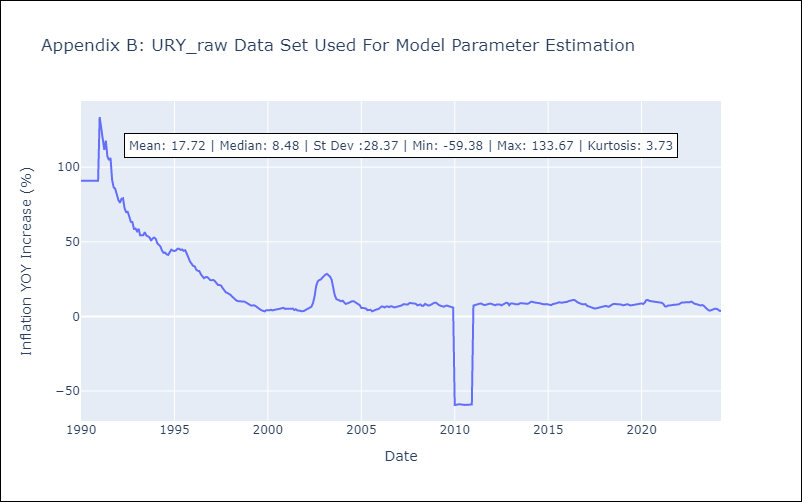 Appendix B: URY_raw Data Set Used For Model Parameter Estimation
Mean: 17.72 | Median: 8.48 | St Dev :28.37 | Min: -59.38 | Max: 133.67 | Kurtosis: 3.73
Inflation YOY Increase (%)
100
50
0
−50
1990
1995
2000
2005
2010
2015
2020
Date